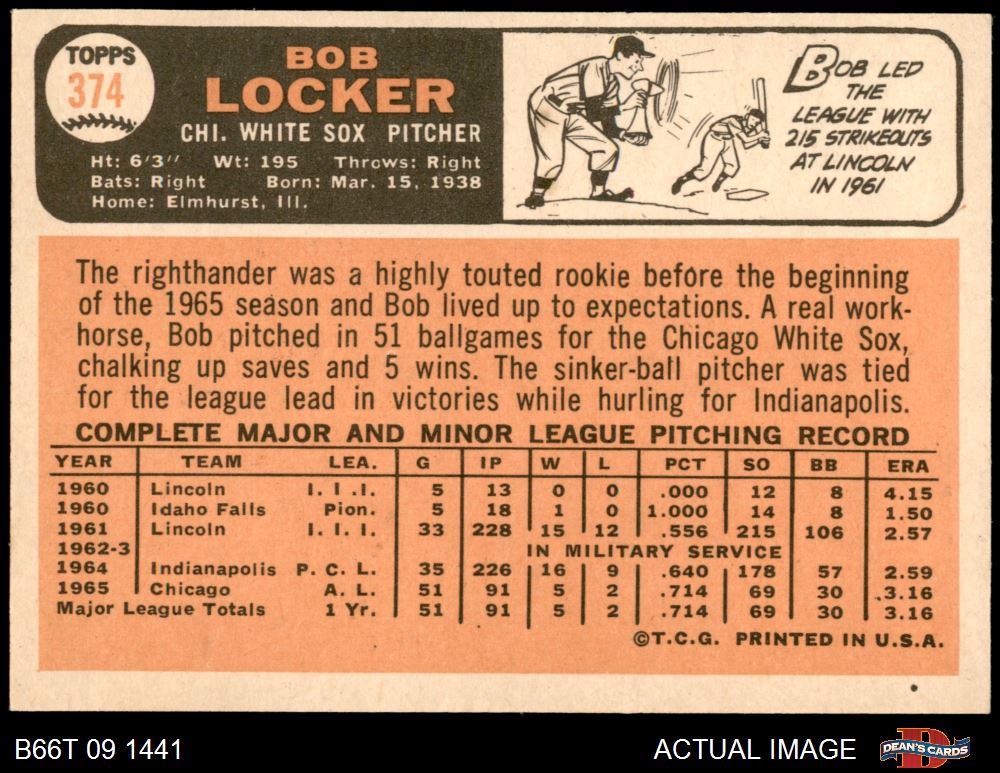 TOPPS
374
BOB
LOCKER
CHI. WHITE SOX PITCHER
Ht: 6'3" Wt: 195 Throws: Right
Bats: Right Born: Mar. 15, 1938
Home: Elmhurst, Ill.
BOB LED
THE
LEAGUE WITH
215 STRIKEOUTS
AT LINCOLN
IN 1961
The righthander was a highly touted rookie before the beginning
of the 1965 season and Bob lived up to expectations. A real work-
horse, Bob pitched in 51 ballgames for the Chicago White Sox,
chalking up saves and 5 wins. The sinker-ball pitcher was tied
for the league lead in victories while hurling for Indianapolis.
COMPLETE MAJOR AND MINOR LEAGUE PITCHING RECORD
YEAR TEAM LEA. G IP W L PCT SO BB ERA
1960 Lincoln I. I .I. 5 13 0 0 .000 12 8 4.15
1960 Idaho Falls Pion. 5 18 1 0 1.000 14 8 1.50
1961 Lincoln I. I. I. 33 228 15 12 .556 215 106 2.57
1962-3 IN MILITARY SERVICE
1964 Indianapolis P. C. L. 35 226 16 9 .640 178 57 2.59
1965 Chicago A. L. 51 91 5 2 .714 69 30 3.16
Major League Totals 1 Yr. 51 91 5 2 .714 69 30 3.16
©T.C.G. PRINTED IN U.S.A.
B66T 09 1441 ACTUAL IMAGE DEAN'S CARDS